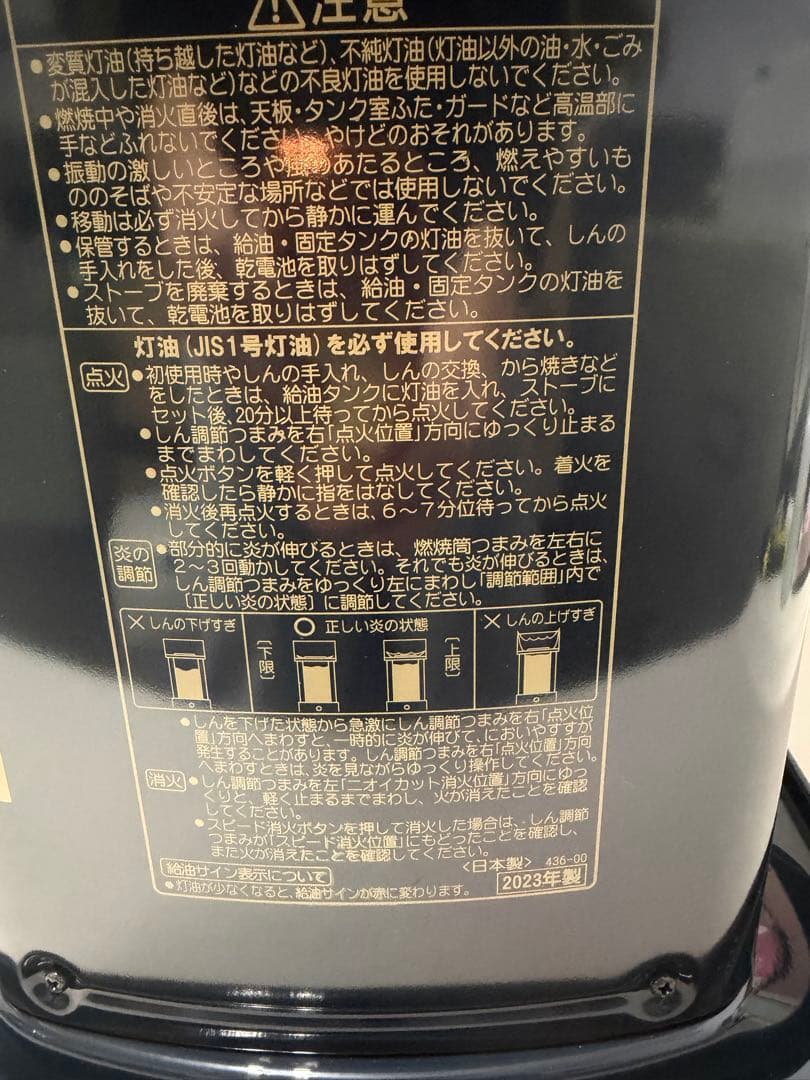 注意
●変質灯油(持ち越した灯油など)、不純灯油(灯油以外の油・水・ごみ
が混入した灯油など)などの不良灯油を使用しないでください。
●燃焼中や消火直後は、天板・タンク室ふた・ガードなど高温部に
手などふれないでください。やけどのおそれがあります。
●振動の激しいところや風のあたるところ、燃えやすいも
ののそばや不安定な場所などでは使用しないでください。
●移動は必ず消火してから静かに運んでください。
●保管するときは、給油・固定タンクの灯油を抜いて、しんの
手入れをした後、乾電池を取りはずしてください。
●ストーブを廃棄するときは、給油・固定タンクの灯油を
抜いて、乾電池を取りはずしてください。
灯油(JIS1号灯油)を必ず使用してください。
点火 ●初使用時やしんの手入れ、しんの交換、から焼きなど
をしたときは、給油タンクに灯油を入れ、ストーブに
セット後、20分以上待ってから点火してください。
●しん調節つまみを右「点火位置」方向にゆっくり止まる
までまわしてください。
●点火ボタンを軽く押して点火してください。着火を
確認したら静かに指をはなしてください。
●消火後再点火するときは、6〜7分位待ってから点火
してください。
炎の調節 ●部分的に炎が伸びるときは、燃焼筒つまみを左右に
2〜3回動かしてください。それでも炎が伸びるときは、
しん調節つまみをゆっくり左にまわし「調節範囲」内で
〔正しい炎の状態〕に調節してください。
×しんの下げすぎ ○ 正しい炎の状態 ×しんの上げすぎ
〔下限〕 〔上限〕
●しんを下げた状態から急激にしん調節つまみを右「点火位
置」方向へまわすと、一時的に炎が伸びて、においやすすが
発生することがあります。しん調節つまみを右「点火位置」方向
へまわすときは、炎を見ながらゆっくり操作してください。
消火 ●しん調節つまみを左「ニオイカット消火位置」方向にゆっ
くりと、軽く止まるまでまわし、火が消えたことを確認
してください。
●スピード消火ボタンを押して消火した場合は、しん調節
つまみが「スピード消火位置」にもどったことを確認し、
また火が消えたことを確認してください。
給油サイン表示について <日本製> 436-00
●灯油が少なくなると、給油サインが赤に変わります。 2023年製